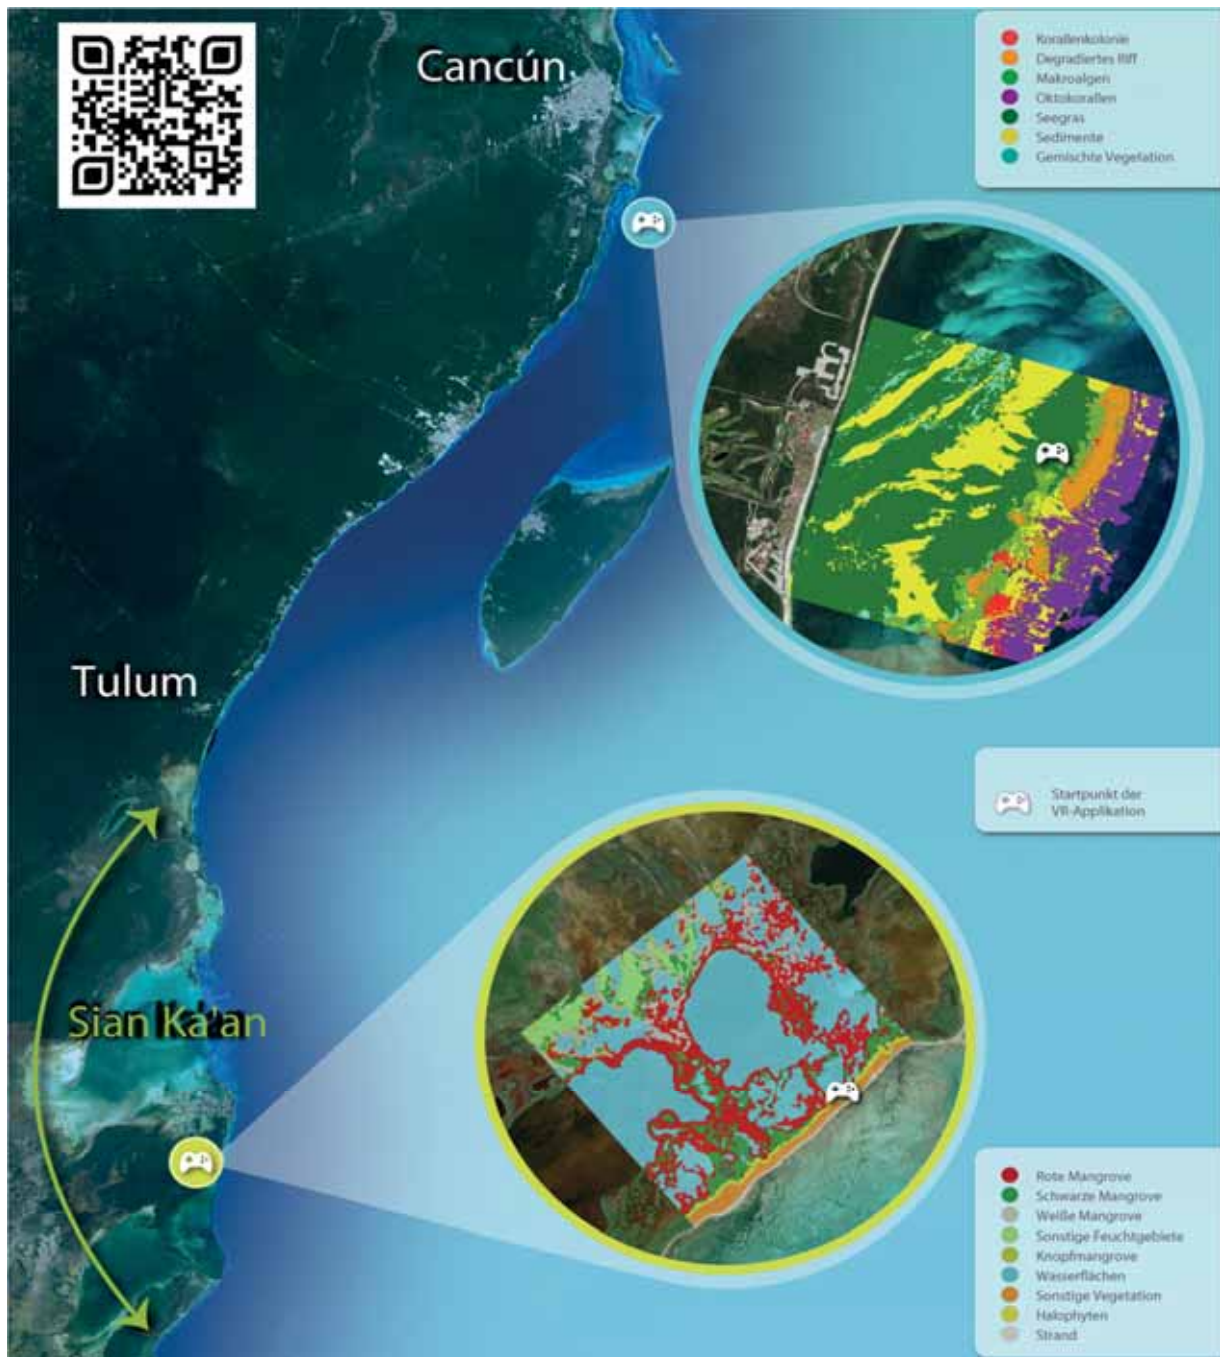 Cancún
Korallenkolonie
Degradiertes Riff
Makroalgen
Oktokorallen
Seegras
Sedimente
Gemischte Vegetation
Tulum
Startpunkt der
VR-Applikation
Sian Ka'an
Rote Mangrove
Schwarze Mangrove
Weiße Mangrove
Sonstige Feuchtgebiete
Knopfmangrove
Wasserflächen
Sonstige Vegetation
Halophyten
Strand